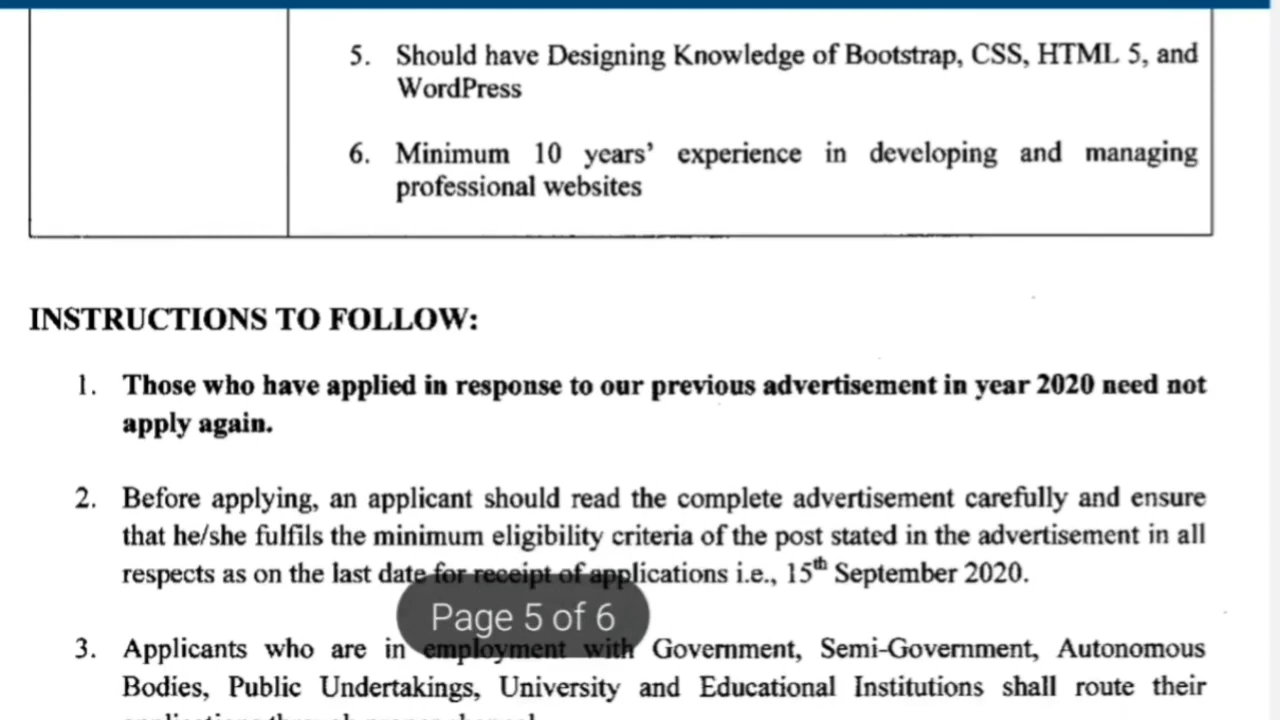 5. Should have Designing Knowledge of Bootstrap, CSS, HTML 5, and
WordPress
6. Minimum 10 years' experience in developing and managing
professional websites
INSTRUCTIONS TO FOLLOW:
1. Those who have applied in response to our previous advertisement in year 2020 need not
apply again.
2. Before applying, an applicant should read the complete advertisement carefully and ensure
that he/she fulfils the minimum eligibility criteria of the post stated in the advertisement in all
respects as on the last date for receipt of applications i.e., 15th September 2020.
Page 5 of 6
3. Applicants who are in employment with Government, Semi-Government, Autonomous
Bodies, Public Undertakings, University and Educational Institutions shall route their